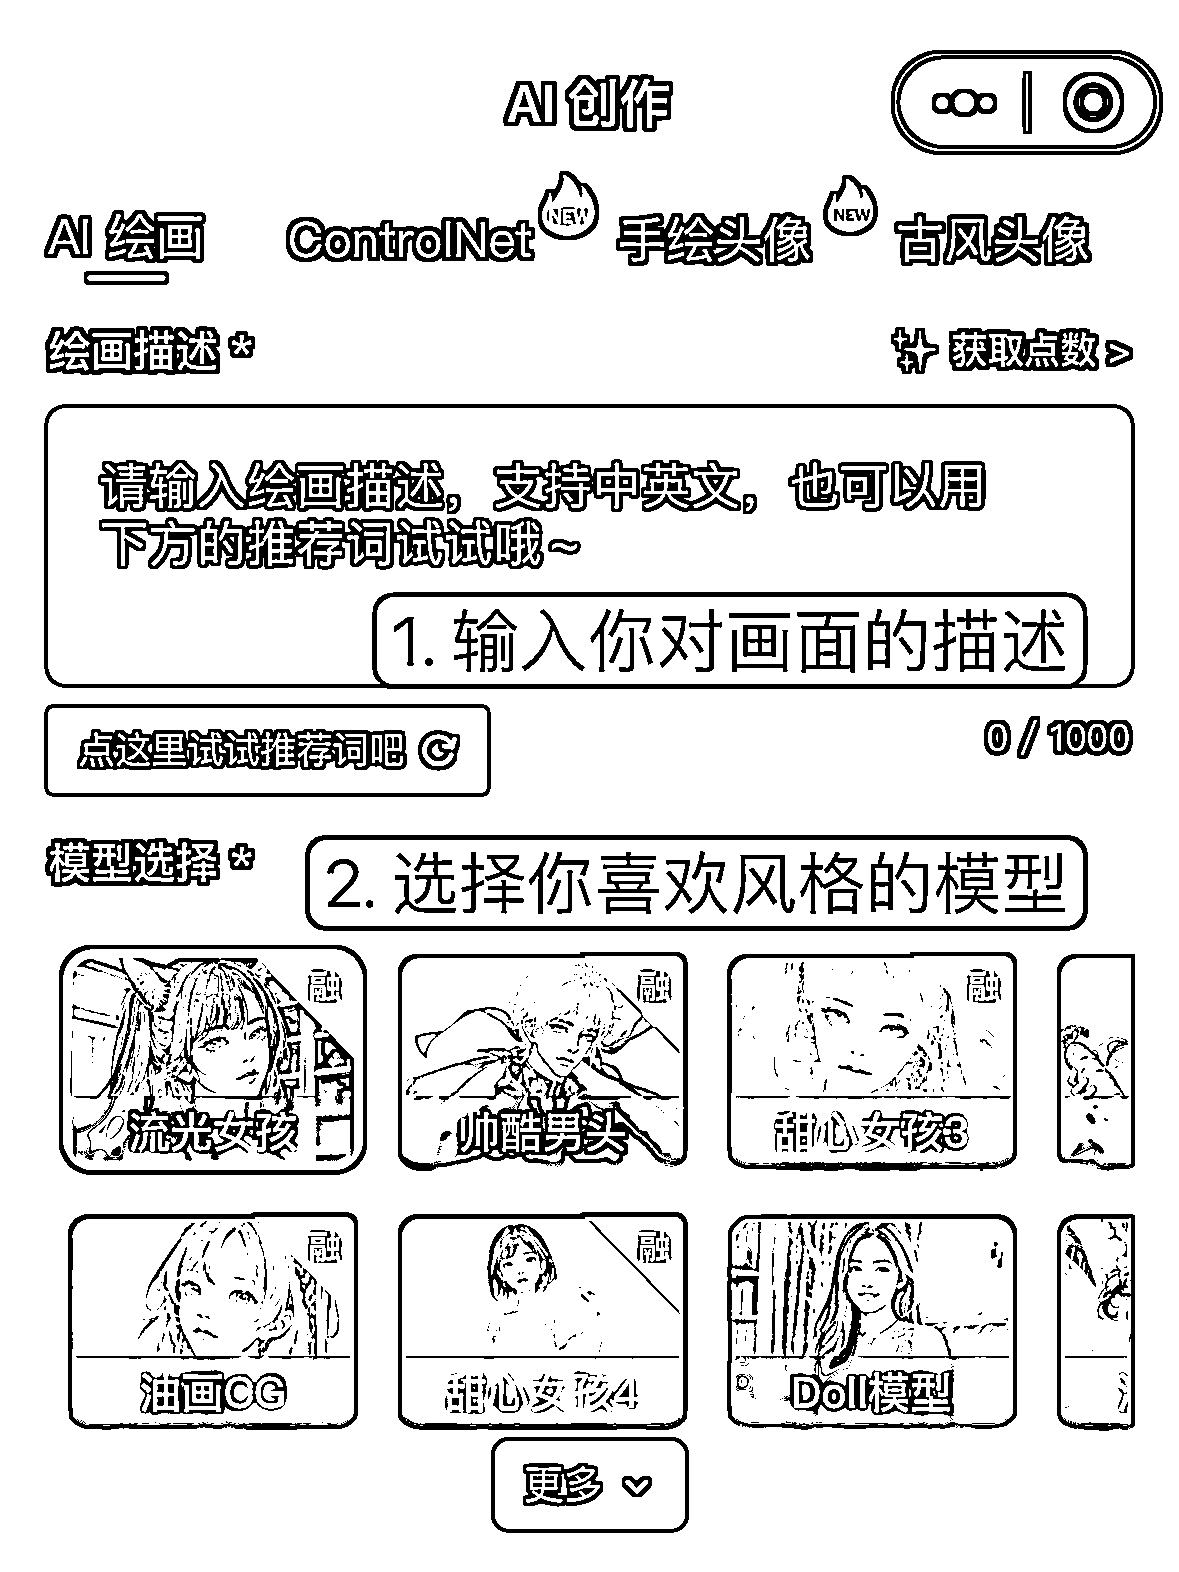 AI 创作
AI 绘画 ControlNet NEW 手绘头像 NEW 古风头像
绘画描述 * 获取点数 >
请输入绘画描述，支持中英文，也可以用
下方的推荐词试试哦~
1. 输入你对画面的描述
点这里试试推荐词吧 0 / 1000
模型选择 * 2. 选择你喜欢风格的模型
融 融 融
流光女孩 帅酷男头 甜心女孩3
融 融
油画CG 甜心女孩4 Doll模型
更多